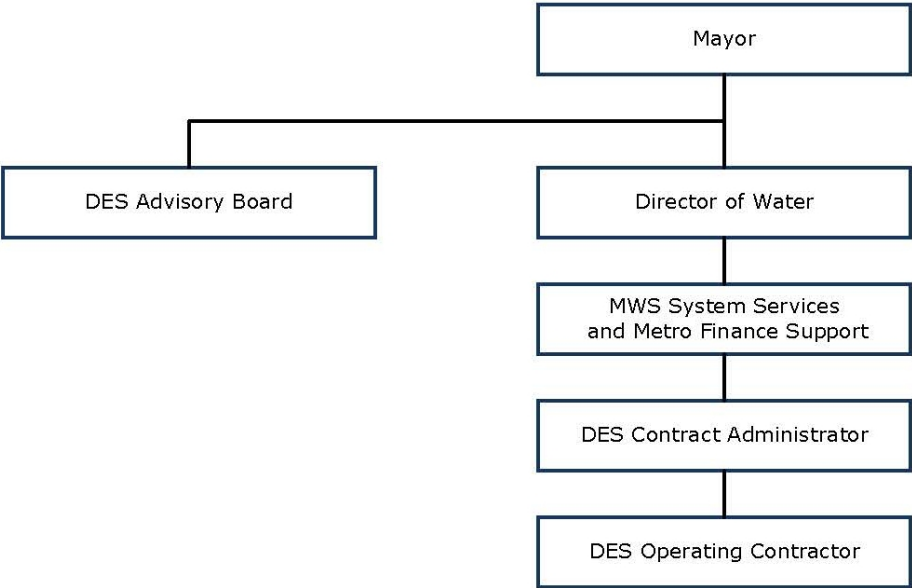 Mayor
DES Advisory Board
Director of Water
MWS System Services
and Metro Finance Support
DES Contract Administrator
DES Operating Contractor